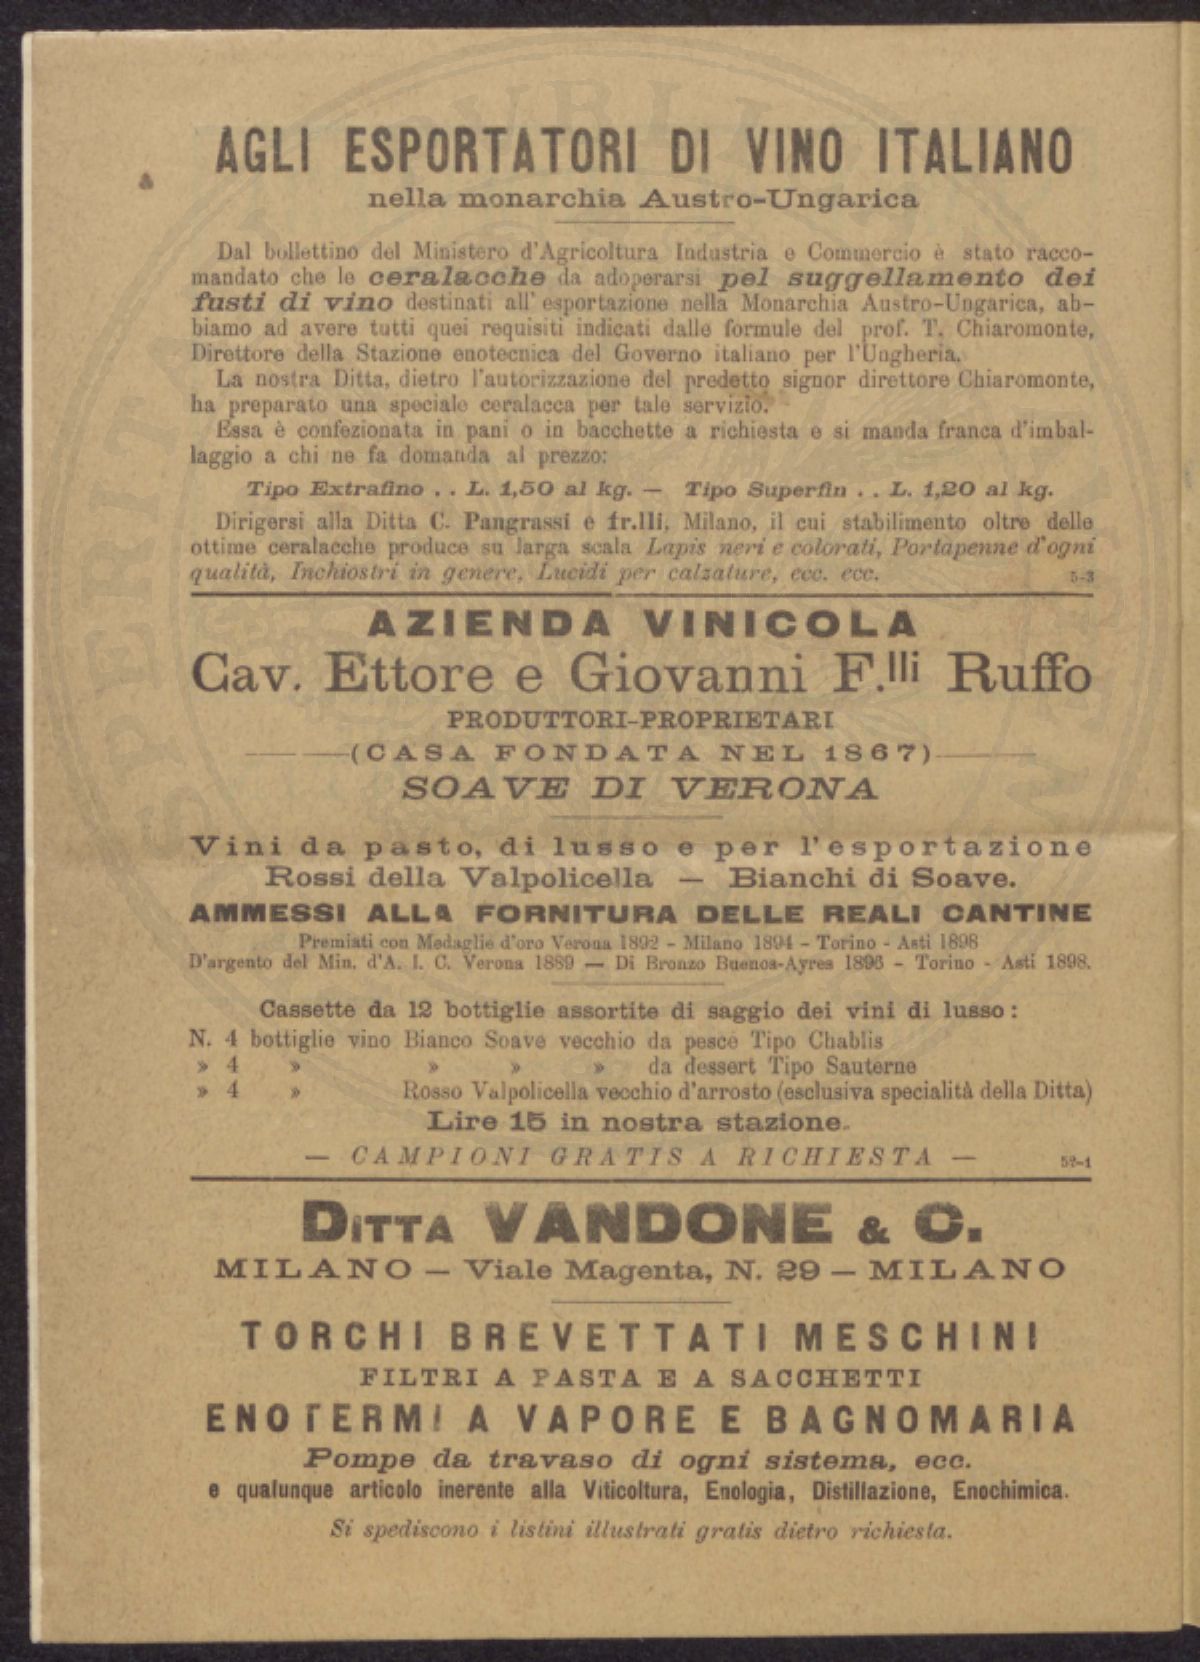 AGLI ESPORTATORI DI VINO ITALIANO
nella monarchia Austro-Ungarica
Dal bollettino del Ministero d'Agricoltura Industria e Commercio è stato racco-
mandato che le ceralacche da adoperarsi pel suggellamento dei
fusti di vino destinati all'esportazione nella Monarchia Austro-Ungarica, ab-
biamo ad avere tutti quei requisiti indicati dalle formule del prof. T. Chiaromonte,
Direttore della Stazione enotecnica del Governo italiano per l'Ungheria.
La nostra Ditta, dietro l'autorizzazione del predetto signor direttore Chiaromonte,
ha preparato una speciale ceralacca per tale servizio.
Essa è confezionata in pani o in bacchette a richiesta e si manda franca d'imbal-
laggio a chi ne fa domanda al prezzo:
Tipo Extrafino . . L. 1,50 al kg. — Tipo Superfin . . L. 1,20 al kg.
Dirigersi alla Ditta C. Pangrassi e fr.lli, Milano, il cui stabilimento oltre delle
ottime ceralacche produce su larga scala Lapis neri e colorati, Portapenne d'ogni
qualità, Inchiostri in genere, Lucidi per calzature, ecc. ecc. 5-3
AZIENDA VINICOLA
Cav. Ettore e Giovanni F.lli Ruffo
PRODUTTORI-PROPRIETARI
(CASA FONDATA NEL 1867)
SOAVE DI VERONA
Vini da pasto, di lusso e per l'esportazione
Rossi della Valpolicella — Bianchi di Soave.
AMMESSI ALLA FORNITURA DELLE REALI CANTINE
Premiati con Medaglie d'oro Verona 1892 - Milano 1894 - Torino - Asti 1898
D'argento del Min. d'A. I. C. Verona 1889 — Di Bronzo Buenos-Ayres 1896 - Torino - Asti 1898.
Cassette da 12 bottiglie assortite di saggio dei vini di lusso:
N. 4 bottiglie vino Bianco Soave vecchio da pesce Tipo Chablis
» 4 » » » » da dessert Tipo Sauterne
» 4 » Rosso Valpolicella vecchio d'arrosto (esclusiva specialità della Ditta)
Lire 15 in nostra stazione.
— CAMPIONI GRATIS A RICHIESTA — 52-1
DITTA VANDONE & C.
MILANO — Viale Magenta, N. 29 — MILANO
TORCHI BREVETTATI MESCHINI
FILTRI A PASTA E A SACCHETTI
ENOTERMI A VAPORE E BAGNOMARIA
Pompe da travaso di ogni sistema, ecc.
e qualunque articolo inerente alla Viticoltura, Enologia, Distillazione, Enochimica.
Si spediscono i listini illustrati gratis dietro richiesta.